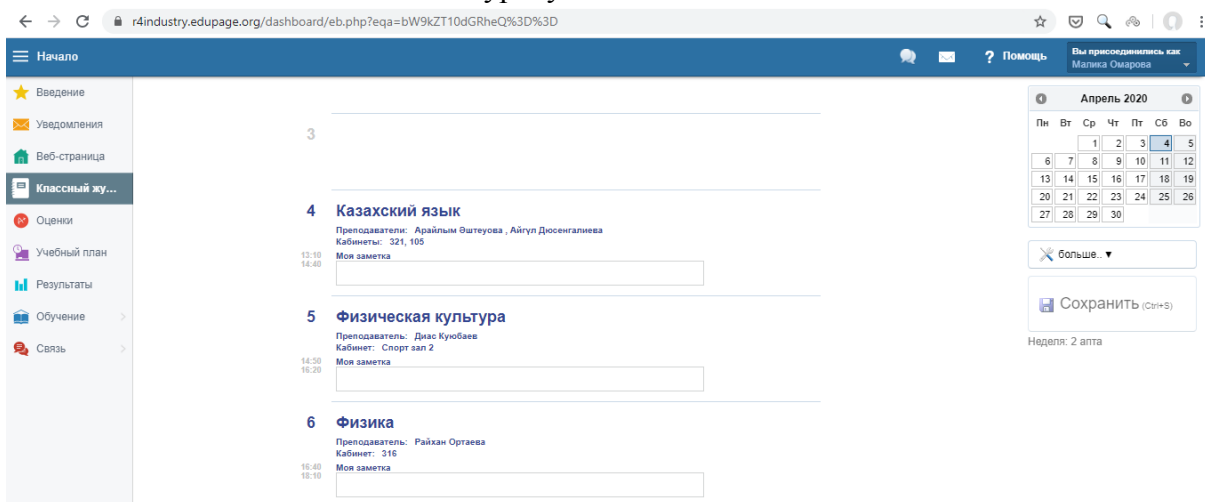 r4industry.edupage.org/dashboard/eb.php?eqa=bW9kZT10dGRheQ%3D%3D
Начало
? Помощь
Вы присоединились как
Малика Омарова
Введение
Уведомления
Веб-страница
Классный жу...
Оценки
Учебный план
Результаты
Обучение
Связь
3
4 Казахский язык
Преподаватели: Арайлым Әштеуова , Айгүл Дюсенгалиева
Кабинеты: 321, 105
13:10 Моя заметка
14:40
5 Физическая культура
Преподаватель: Диас Куюбаев
Кабинет: Спорт зал 2
14:50 Моя заметка
16:20
6 Физика
Преподаватель: Райхан Ортаева
Кабинет: 316
16:40 Моя заметка
18:10
Апрель 2020
Пн Вт Ср Чт Пт Сб Во
1 2 3 4 5
6 7 8 9 10 11 12
13 14 15 16 17 18 19
20 21 22 23 24 25 26
27 28 29 30
больше.. ▼
Сохранить (Ctrl+S)
Неделя: 2 апта